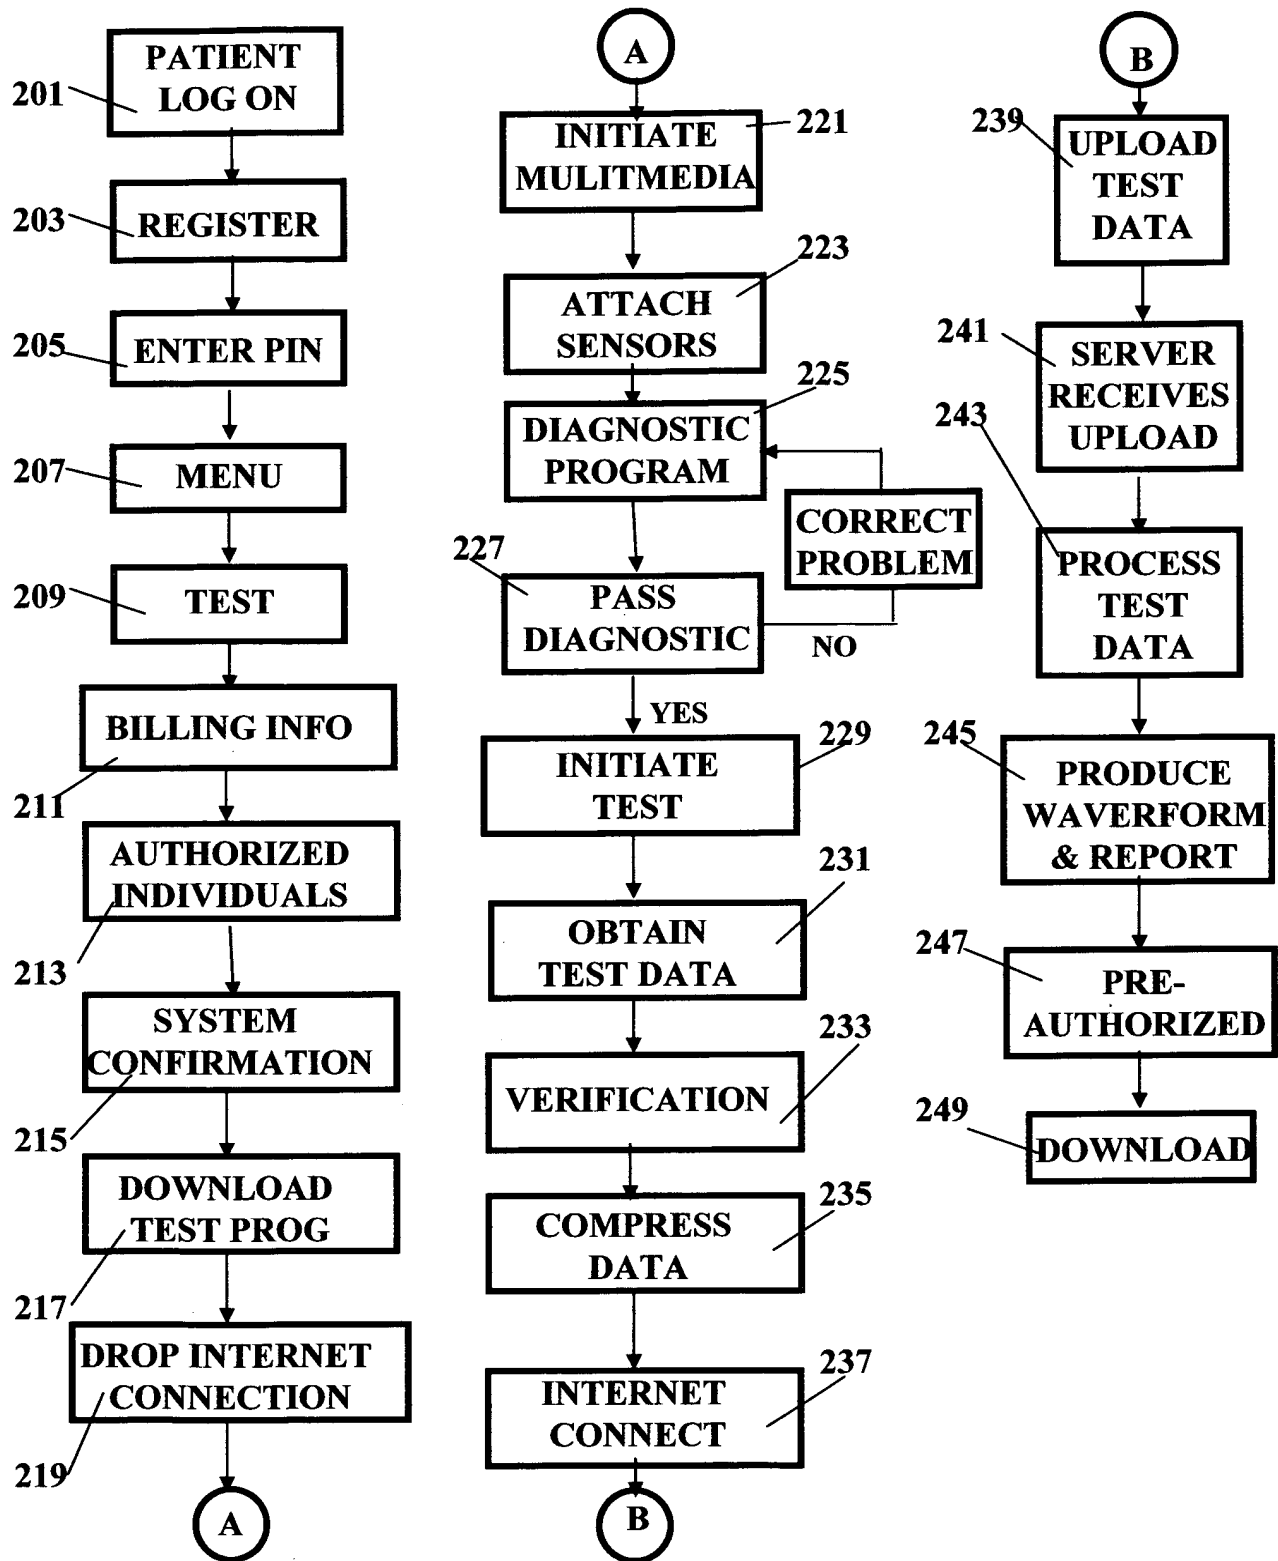 PATIENT
LOG ON
201
REGISTER
203
ENTER PIN
205
MENU
207
TEST
209
BILLING INFO
211
AUTHORIZED
INDIVIDUALS
213
SYSTEM
CONFIRMATION
215
DOWNLOAD
TEST PROG
217
DROP INTERNET
CONNECTION
219
A
A
INITIATE
MULITMEDIA
221
ATTACH
SENSORS
223
DIAGNOSTIC
PROGRAM
225
CORRECT
PROBLEM
PASS
DIAGNOSTIC
227
NO
YES
INITIATE
TEST
229
OBTAIN
TEST DATA
231
VERIFICATION
233
COMPRESS
DATA
235
INTERNET
CONNECT
237
B
B
UPLOAD
TEST
DATA
239
SERVER
RECEIVES
UPLOAD
241
PROCESS
TEST
DATA
243
PRODUCE
WAVERFORM
& REPORT
245
PRE-
AUTHORIZED
247
DOWNLOAD
249